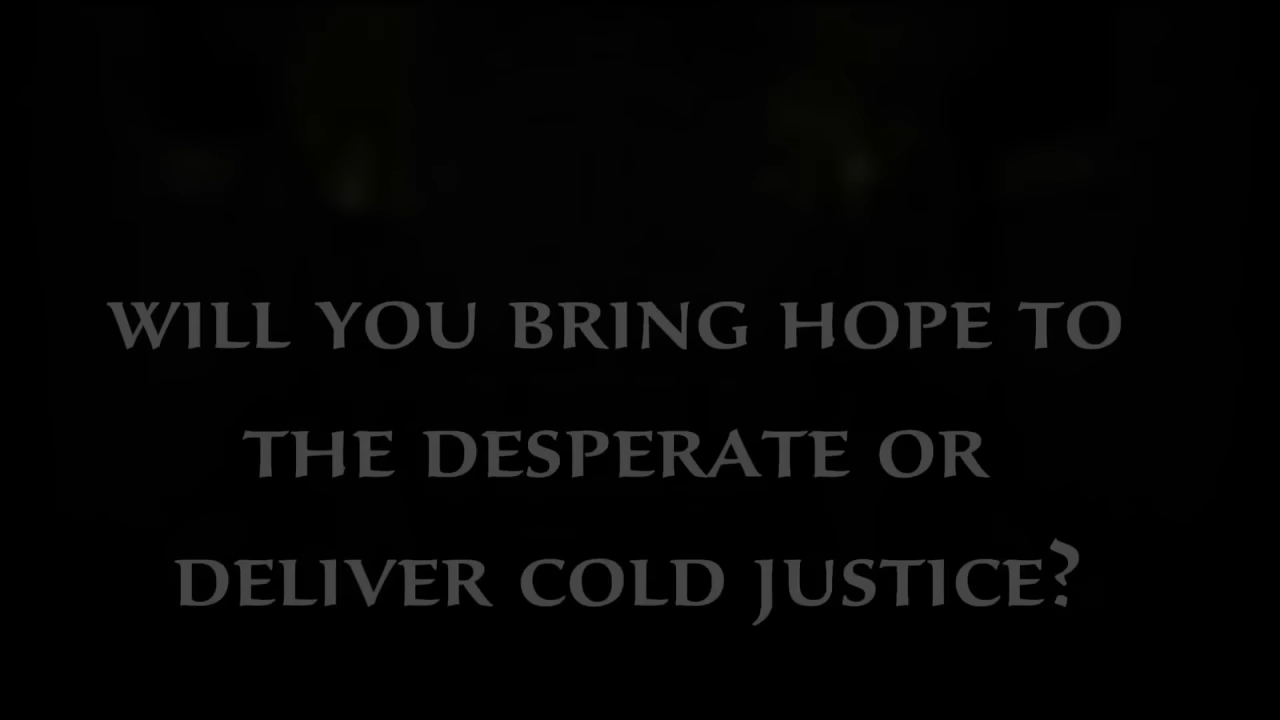 WILL YOU BRING HOPE TO
THE DESPERATE OR
DELIVER COLD JUSTICE?